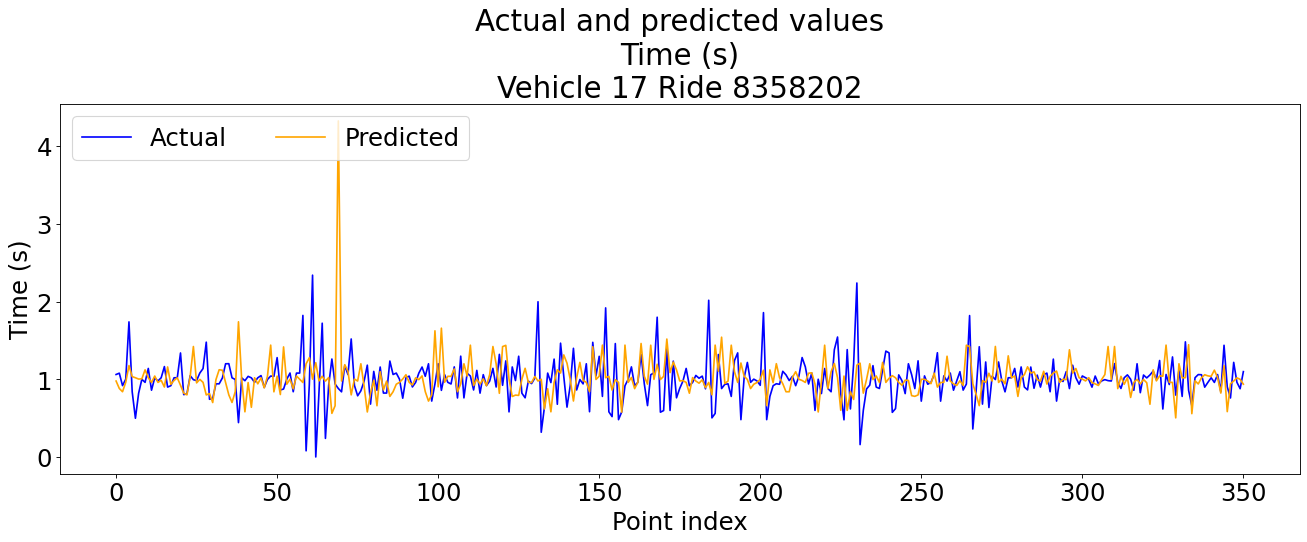 Actual and predicted values
Time (s)
Vehicle 17 Ride 8358202
Actual Predicted
4
3
2
1
0
Time (s)
0 50 100 150 200 250 300 350
Point index